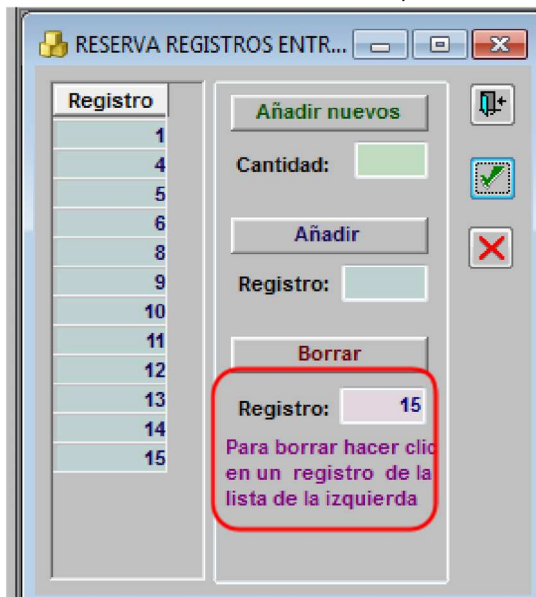 RESERVA REGISTROS ENTR...
Registro
1
4
5
6
8
9
10
11
12
13
14
15
Añadir nuevos
Cantidad:
Añadir
Registro:
Borrar
Registro: 15
Para borrar hacer clic
en un registro de la
lista de la izquierda